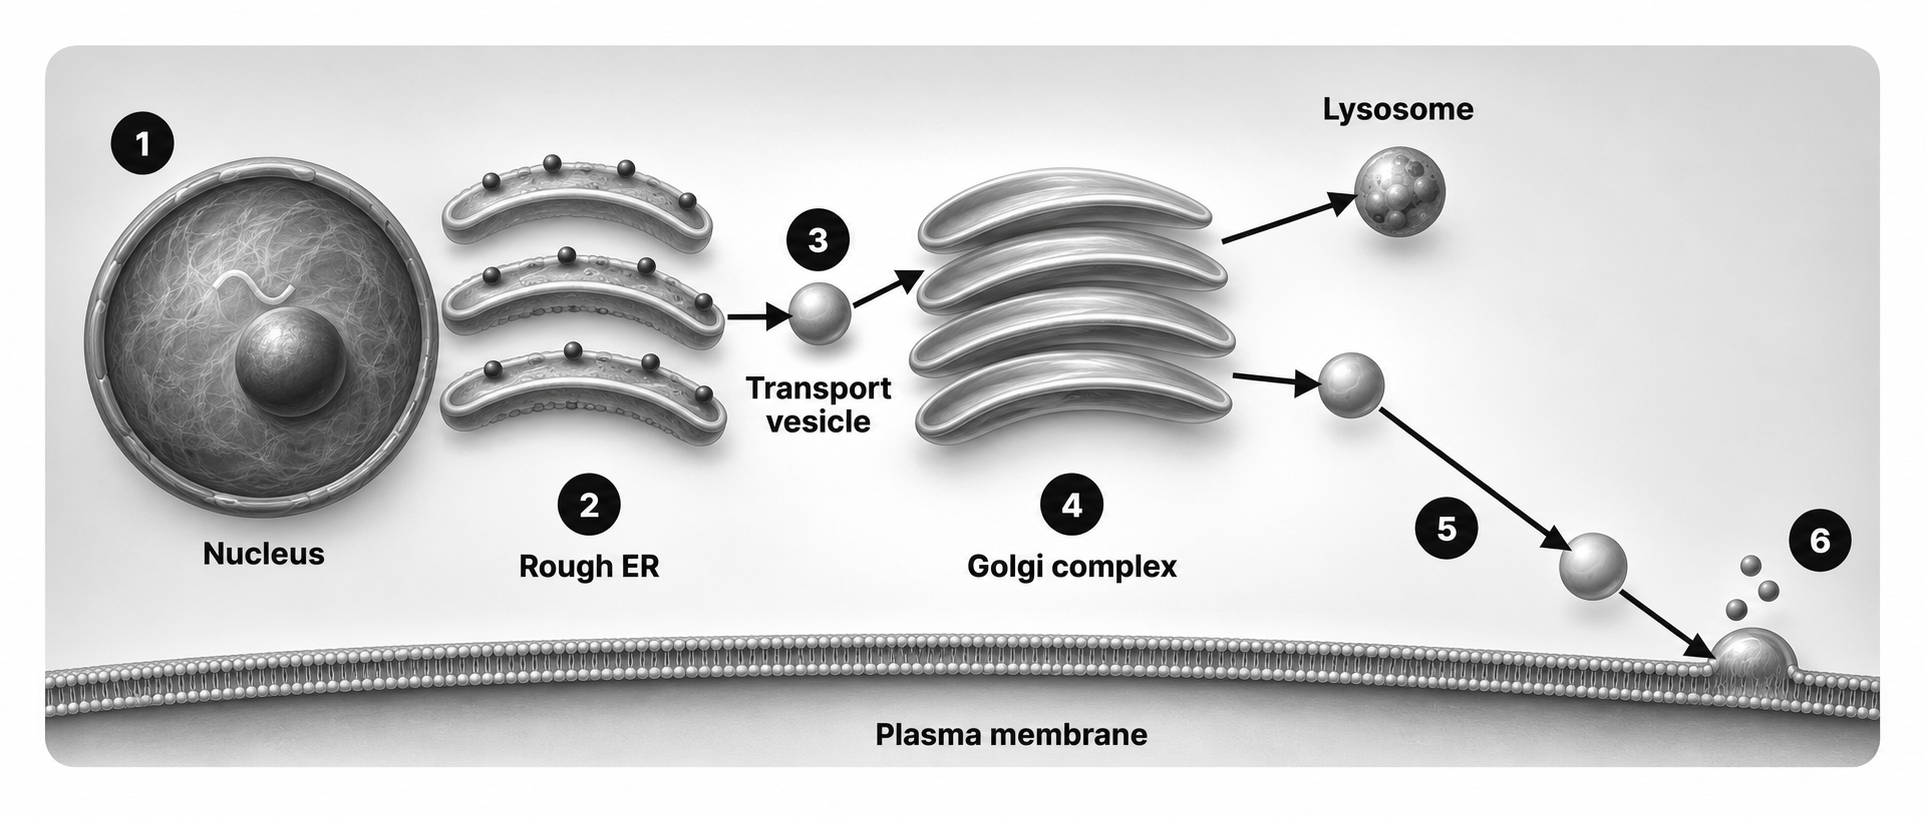 1
Nucleus
2
Rough ER
3
Transport
vesicle
4
Golgi complex
Lysosome
5
6
Plasma membrane